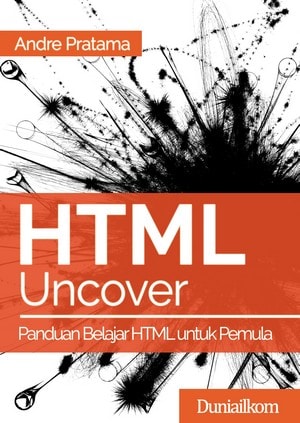 Andre Pratama
HTML
Uncover
Panduan Belajar HTML untuk Pemula
Duniailkom